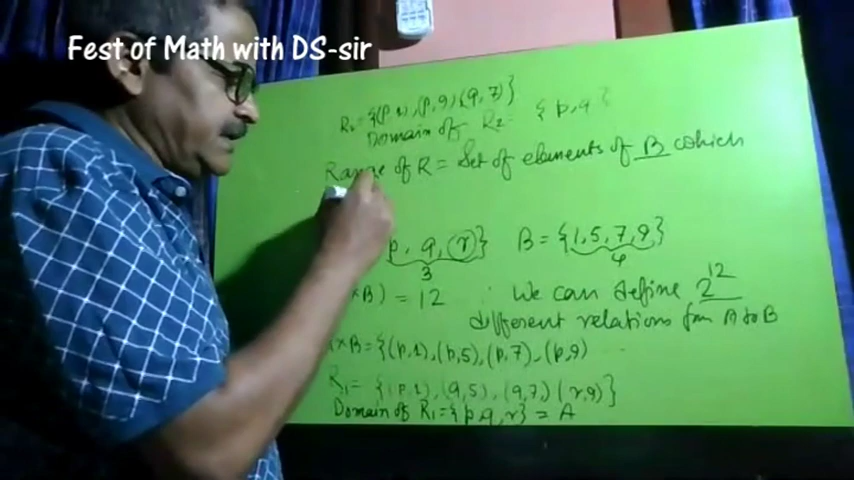 Fest of Math with DS-sir
R2 = {(p,1),(p,9)(q,7)}
Domain of R2 = {p,q}
Range of R = Set of elements of B which
p, q, r} B = {1,5,7,9}
3 4
×B) = 12 ∴ We can define 2^12
different relations from A to B
×B = {(p,1),(p,5),(p,7),(p,9)
R1 = {(p,1),(q,5),(q,7)(r,9)}
Domain of R1 = {p,q,r} = A